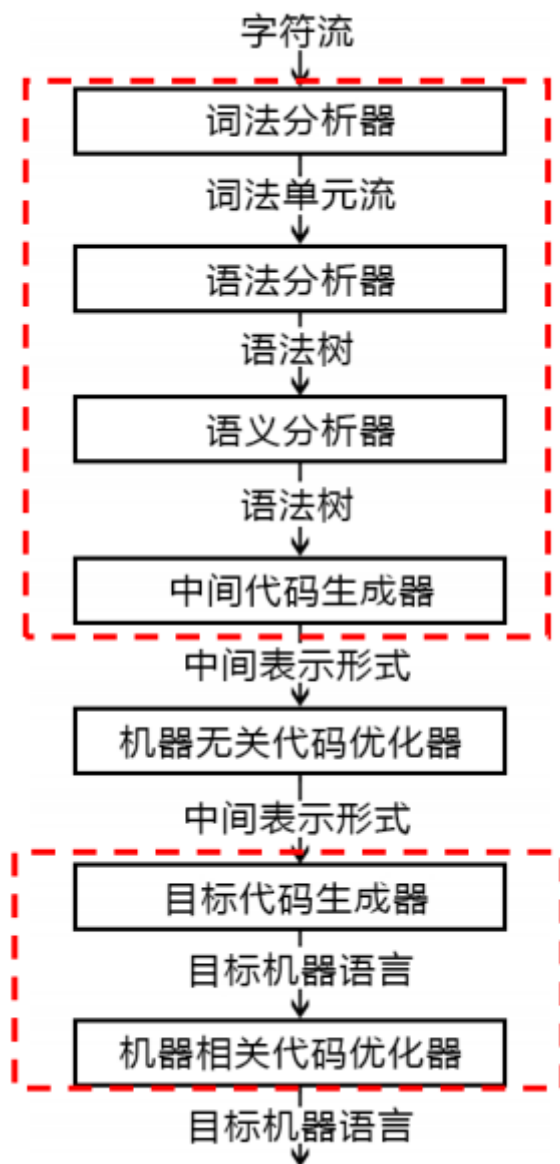 字符流
词法分析器
词法单元流
语法分析器
语法树
语义分析器
语法树
中间代码生成器
中间表示形式
机器无关代码优化器
中间表示形式
目标代码生成器
目标机器语言
机器相关代码优化器
目标机器语言